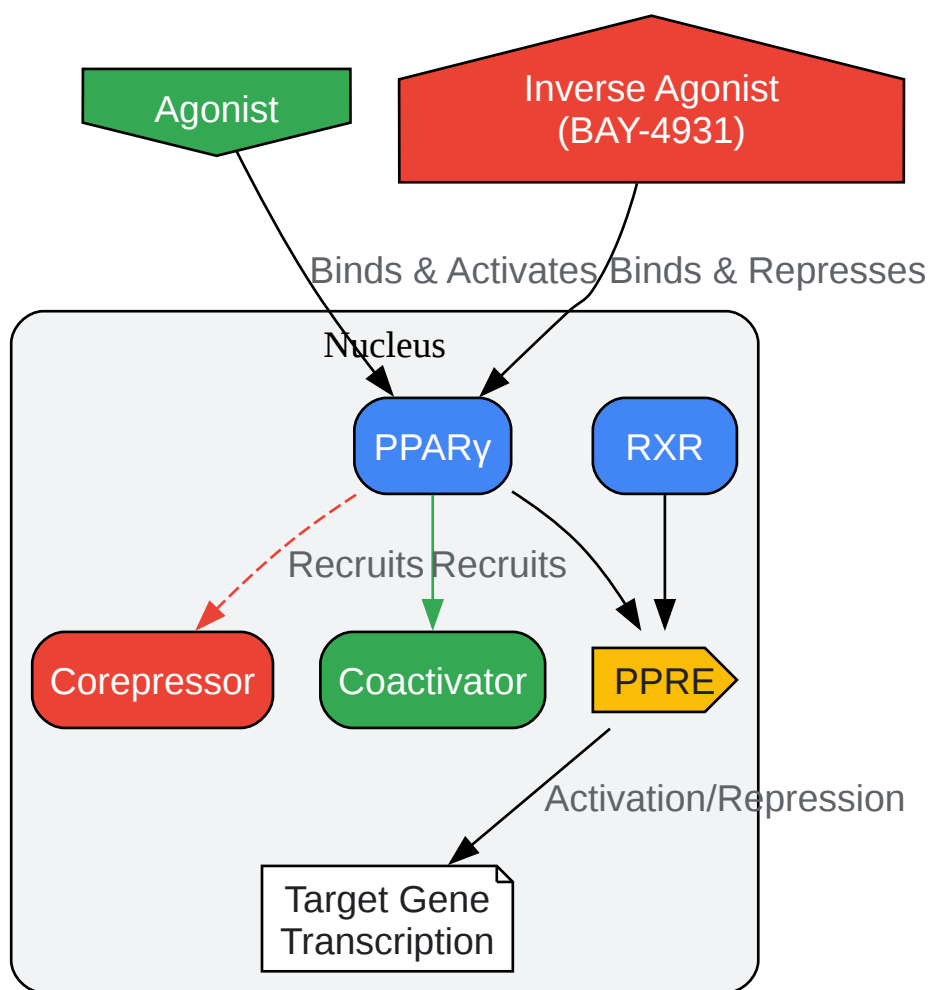 Agonist
Inverse Agonist
(BAY-4931)
Binds & Activates
Binds & Represses
Nucleus
PPARγ
RXR
Recruits
Recruits
Corepressor
Coactivator
PPRE
Activation/Repression
Target Gene
Transcription